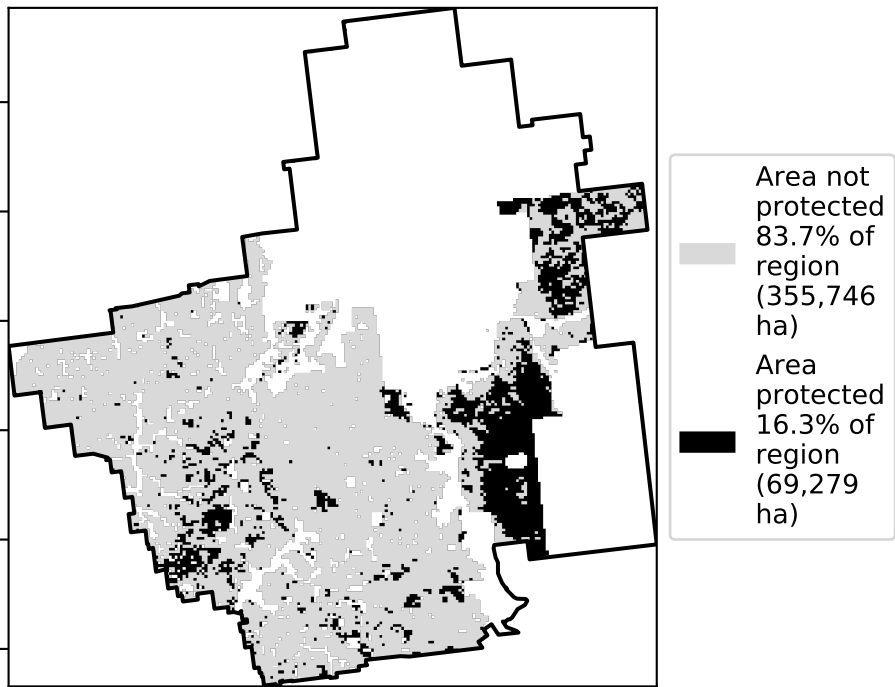 Area not
protected
83.7% of
region
(355,746
ha)
Area
protected
16.3% of
region
(69,279
ha)